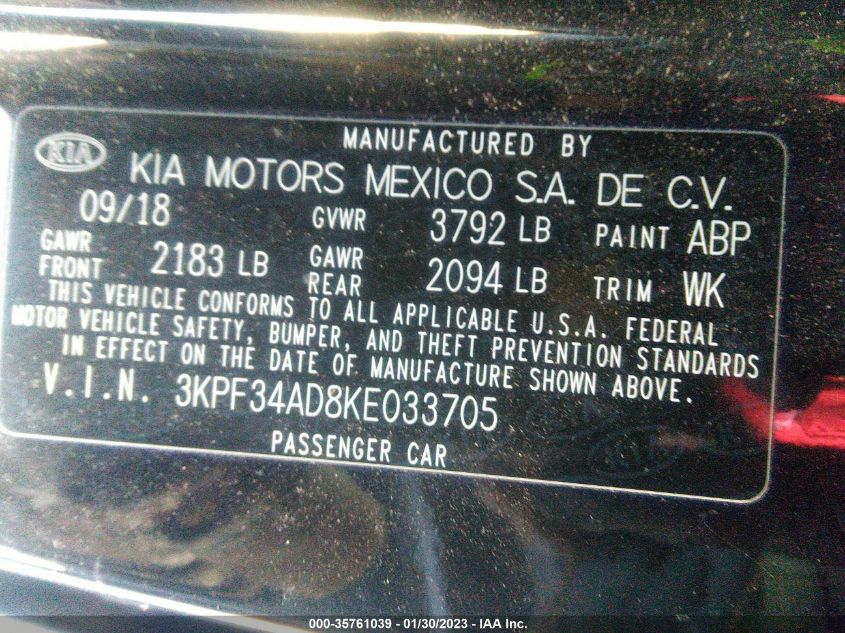 MANUFACTURED BY
KIA
KIA MOTORS MEXICO S.A. DE C.V.
09/18 GVWR 3792 LB PAINT ABP
GAWR FRONT 2183 LB GAWR REAR 2094 LB TRIM WK
THIS VEHICLE CONFORMS TO ALL APPLICABLE U.S.A. FEDERAL
MOTOR VEHICLE SAFETY, BUMPER, AND THEFT PREVENTION STANDARDS
IN EFFECT ON THE DATE OF MANUFACTURE SHOWN ABOVE.
V.I.N. 3KPF34AD8KE033705
PASSENGER CAR
KIA
000-35761039 - 01/30/2023 - IAA Inc.